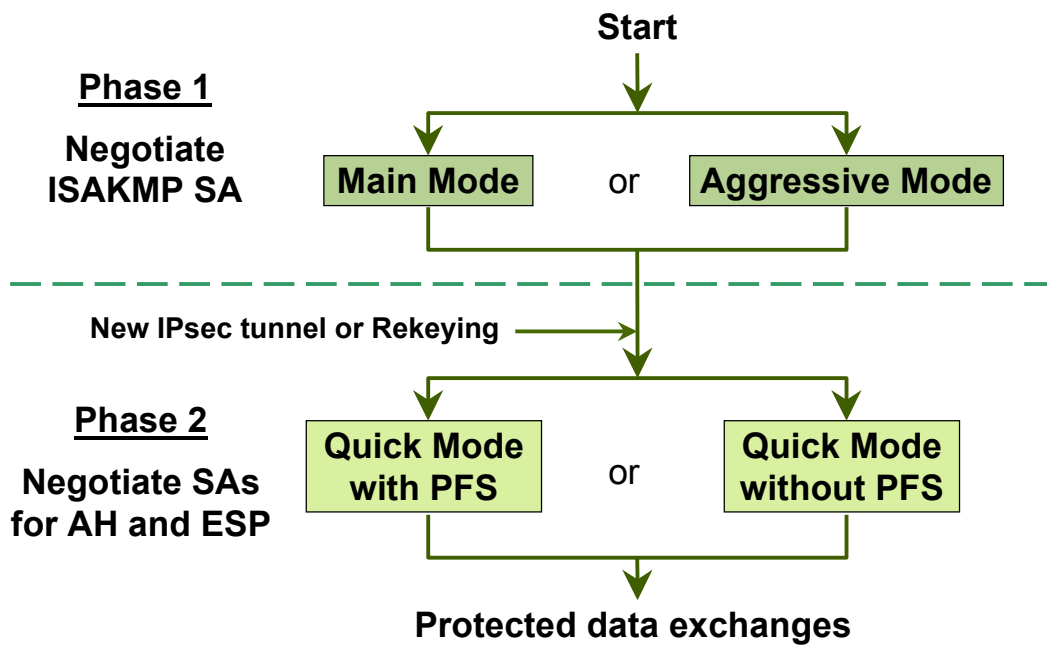 Start
Phase 1
Negotiate
ISAKMP SA
Main Mode
or
Aggressive Mode
New IPsec tunnel or Rekeying
Phase 2
Negotiate SAs
for AH and ESP
Quick Mode
with PFS
or
Quick Mode
without PFS
Protected data exchanges